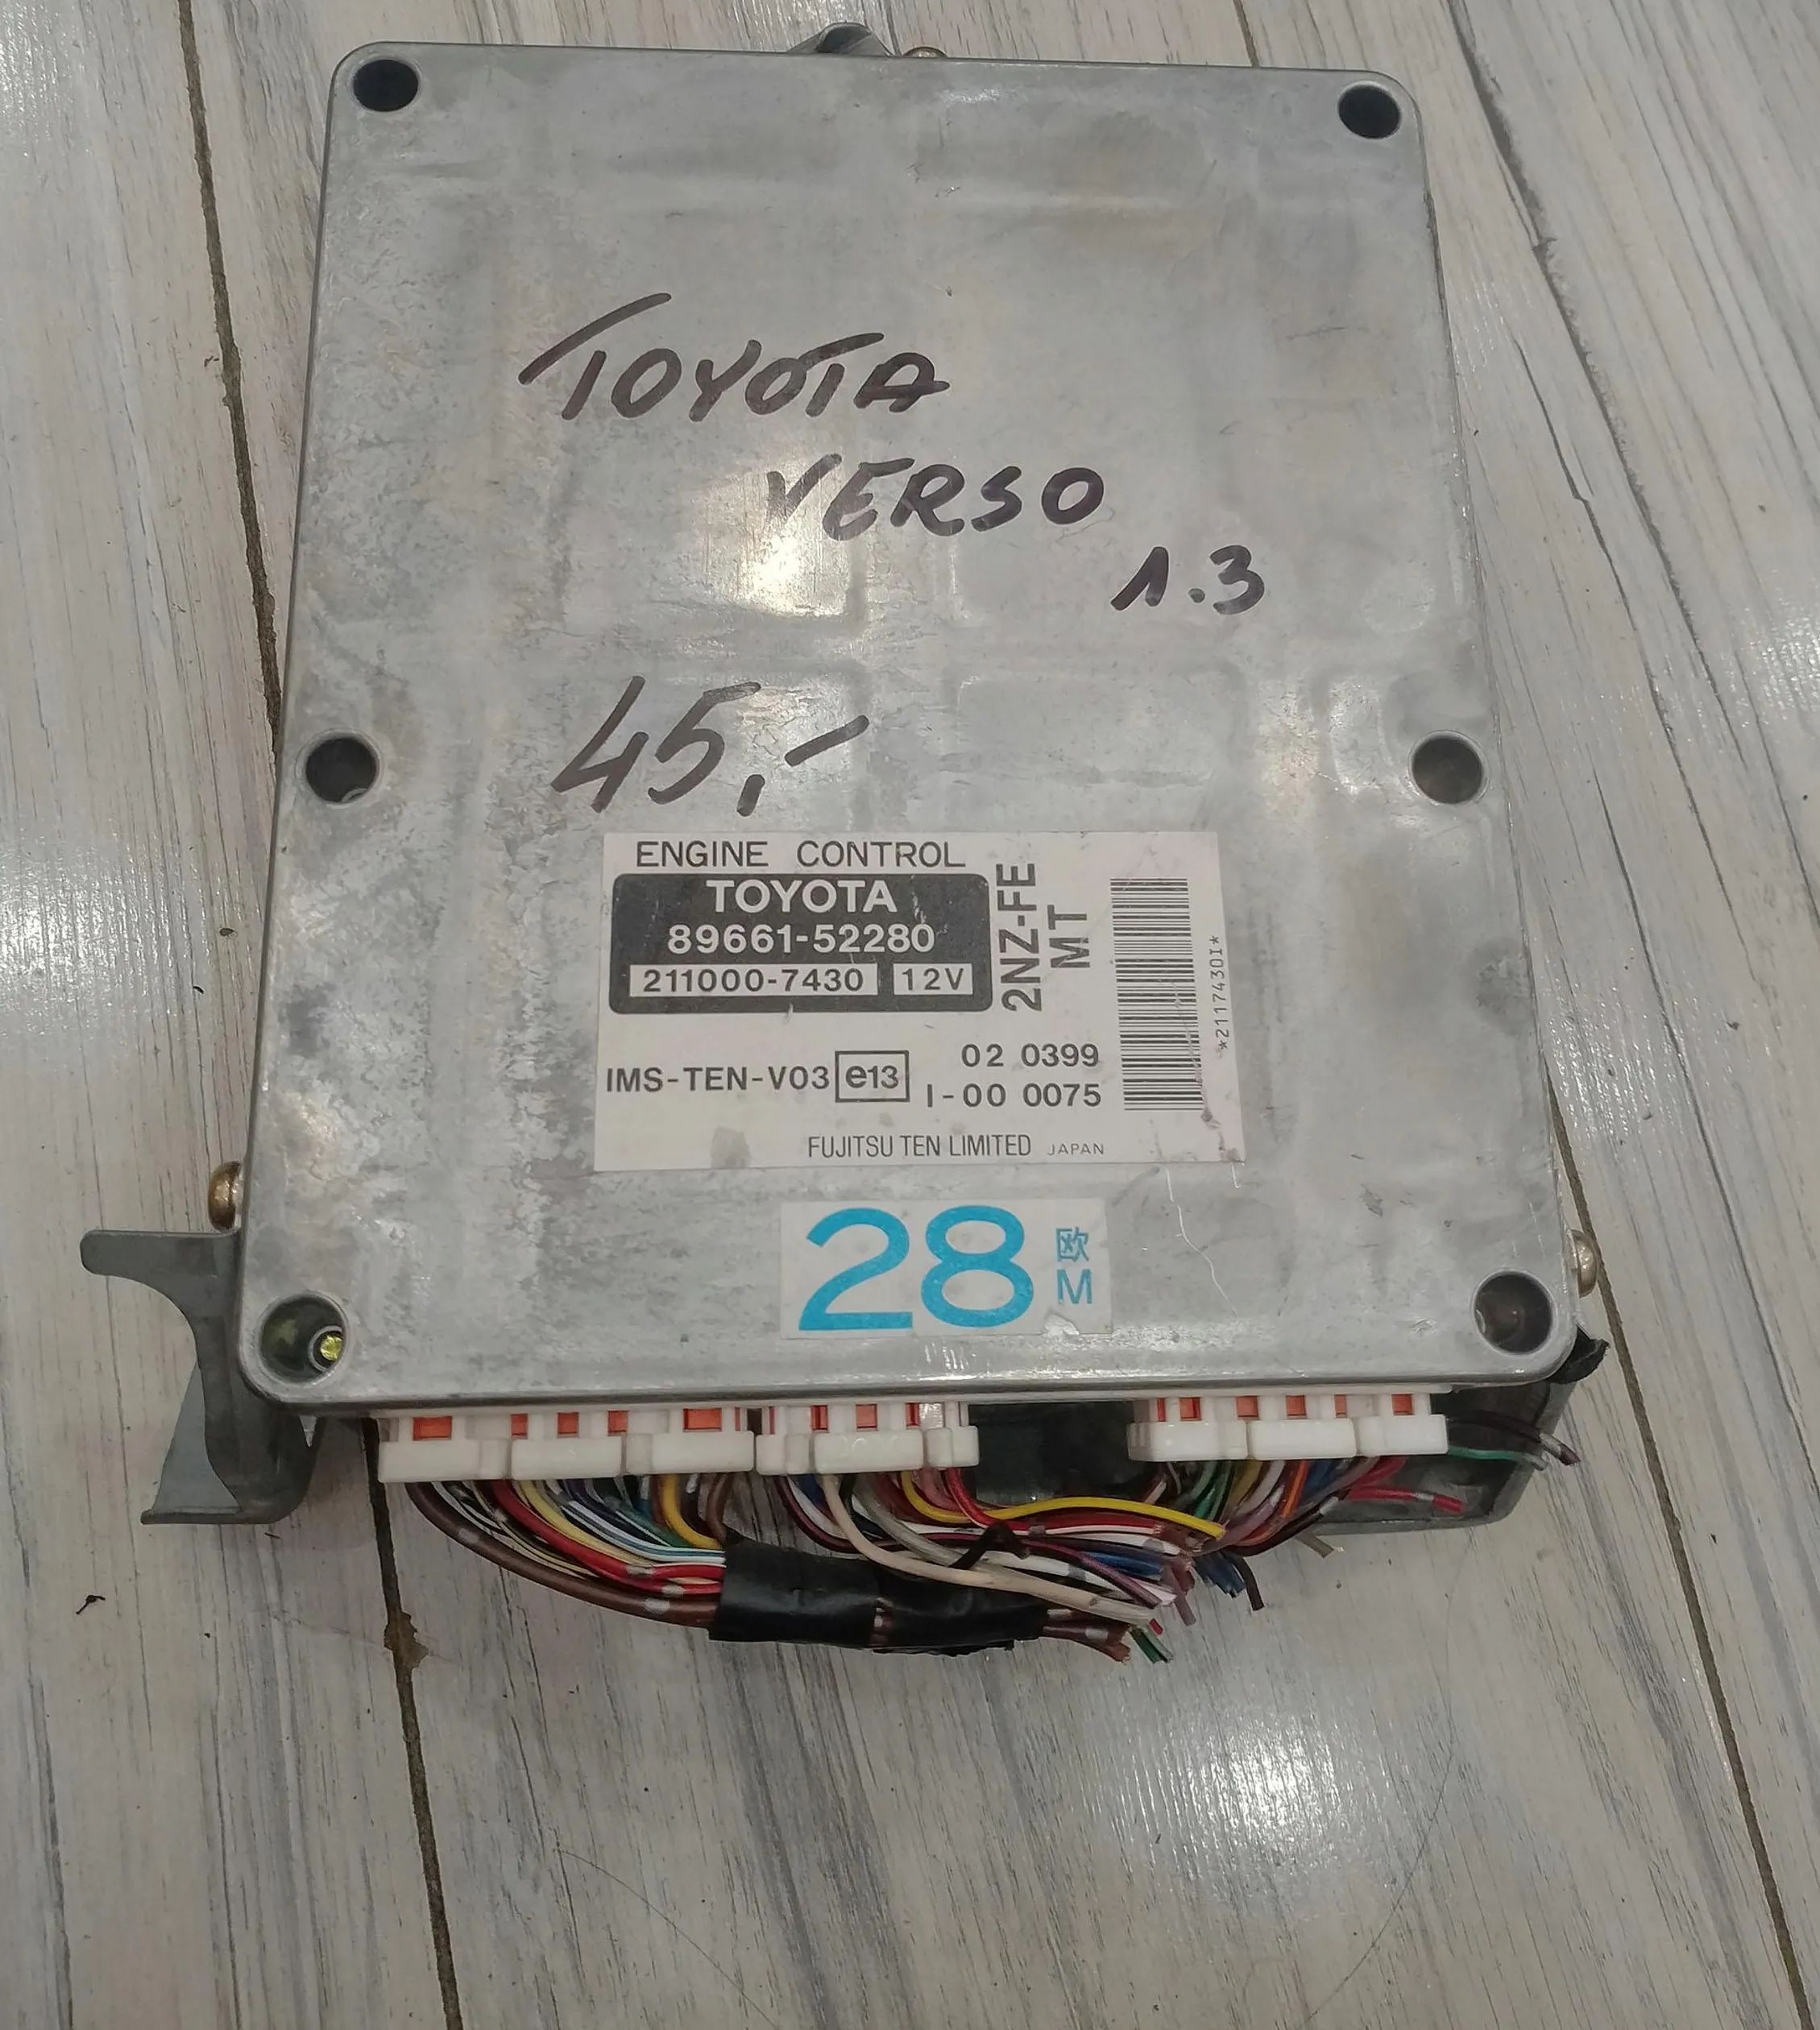 TOYOTA
VERSO
1.3
45,-
ENGINE CONTROL
TOYOTA
89661-52280
211000-7430 12V
2NZ-FE
MT
*2117430I*
IMS-TEN-V03 e13 02 0399
I-00 0075
FUJITSU TEN LIMITED JAPAN
28 欧
M